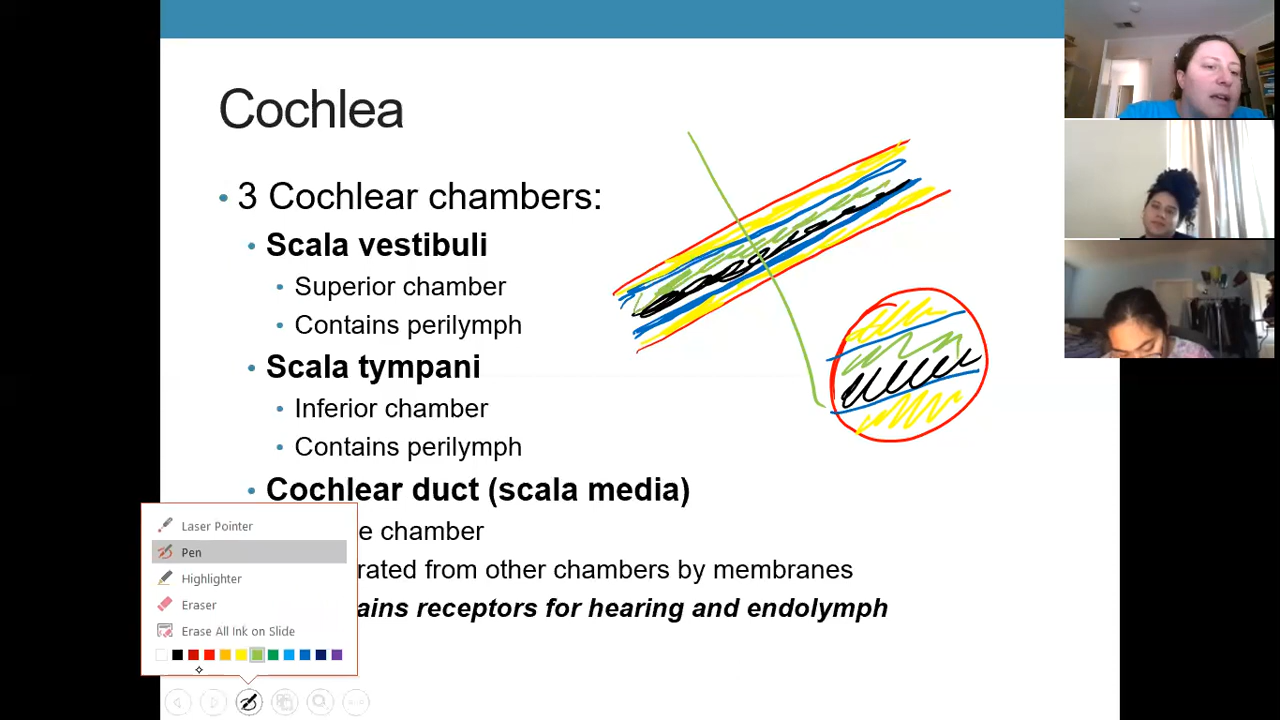 Cochlea
• 3 Cochlear chambers:
• Scala vestibuli
• Superior chamber
• Contains perilymph
• Scala tympani
• Inferior chamber
• Contains perilymph
• Cochlear duct (scala media)
e chamber
rated from other chambers by membranes
ains receptors for hearing and endolymph
Laser Pointer
Pen
Highlighter
Eraser
Erase All Ink on Slide